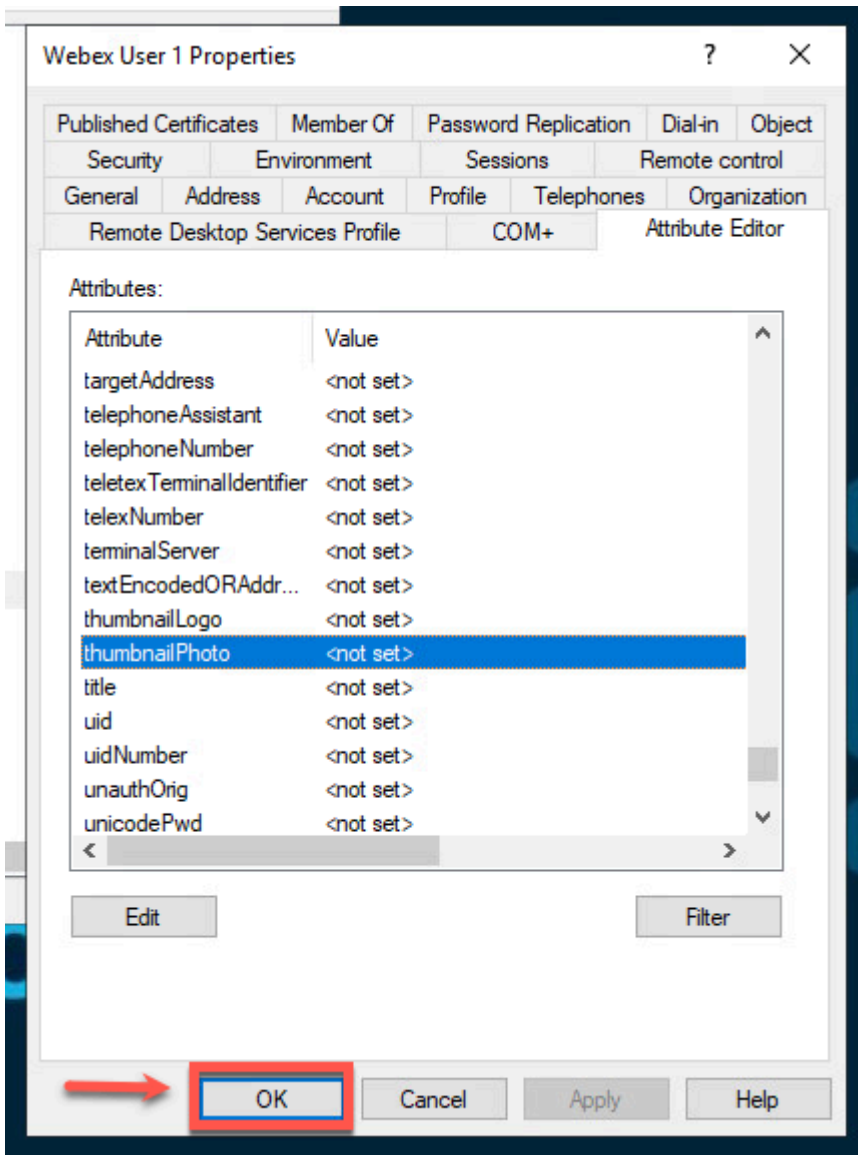 Webex User 1 Properties ? ×
Published Certificates Member Of Password Replication Dial-in Object
Security Environment Sessions Remote control
General Address Account Profile Telephones Organization
Remote Desktop Services Profile COM+ Attribute Editor
Attributes:
Attribute Value
targetAddress <not set>
telephoneAssistant <not set>
telephoneNumber <not set>
teletexTerminalIdentifier <not set>
telexNumber <not set>
terminalServer <not set>
textEncodedORAddr... <not set>
thumbnailLogo <not set>
thumbnailPhoto <not set>
title <not set>
uid <not set>
uidNumber <not set>
unauthOrig <not set>
unicodePwd <not set>
Edit Filter
OK Cancel Apply Help